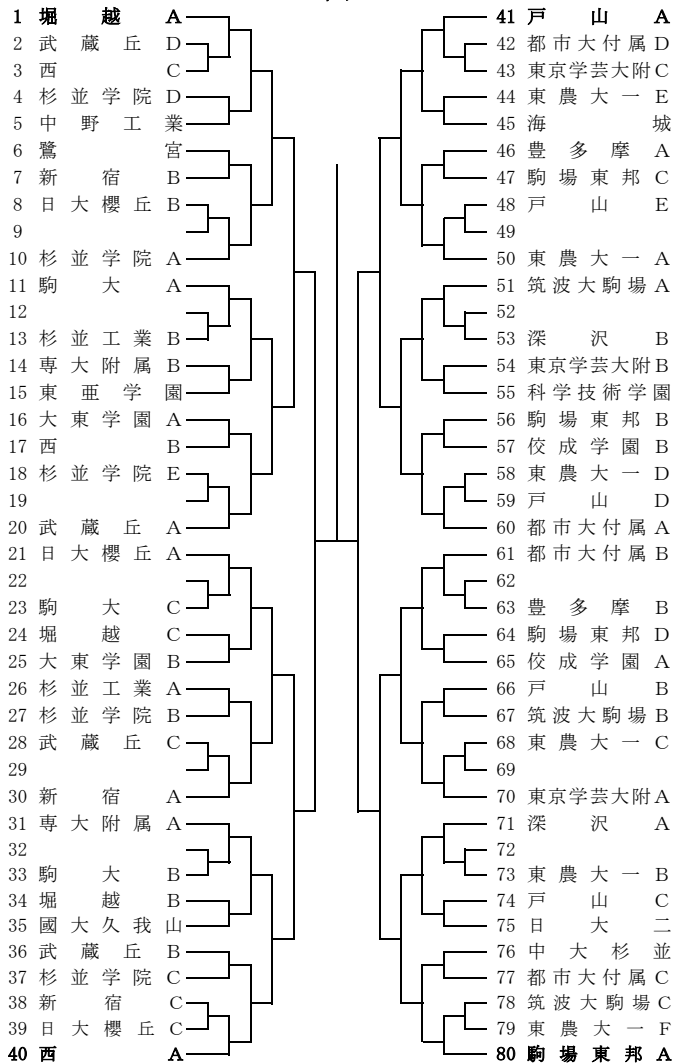 1 堀越 A
2 武蔵丘 D
3 西 C
4 杉並学院 D
5 中野工業
6 鷺宮
7 新宿 B
8 日大櫻丘 B
9
10 杉並学院 A
11 駒大 A
12
13 杉並工業 B
14 専大附属 B
15 東亜学園
16 大東学園 A
17 西 B
18 杉並学院 E
19
20 武蔵丘 A
21 日大櫻丘 A
22
23 駒大 C
24 堀越 C
25 大東学園 B
26 杉並工業 A
27 杉並学院 B
28 武蔵丘 C
29
30 新宿 A
31 専大附属 A
32
33 駒大 B
34 堀越 B
35 國大久我山
36 武蔵丘 B
37 杉並学院 C
38 新宿 C
39 日大櫻丘 C
40 西 A
41 戸山 A
42 都市大付属 D
43 東京学芸大附 C
44 東農大一 E
45 海城
46 豊多摩 A
47 駒場東邦 C
48 戸山 E
49
50 東農大一 A
51 筑波大駒場 A
52
53 深沢 B
54 東京学芸大附 B
55 科学技術学園
56 駒場東邦 B
57 佼成学園 B
58 東農大一 D
59 戸山 D
60 都市大付属 A
61 都市大付属 B
62
63 豊多摩 B
64 駒場東邦 D
65 佼成学園 A
66 戸山 B
67 筑波大駒場 B
68 東農大一 C
69
70 東京学芸大附 A
71 深沢 A
72
73 東農大一 B
74 戸山 C
75 日大二
76 中大杉並
77 都市大付属 C
78 筑波大駒場 C
79 東農大一 F
80 駒場東邦 A